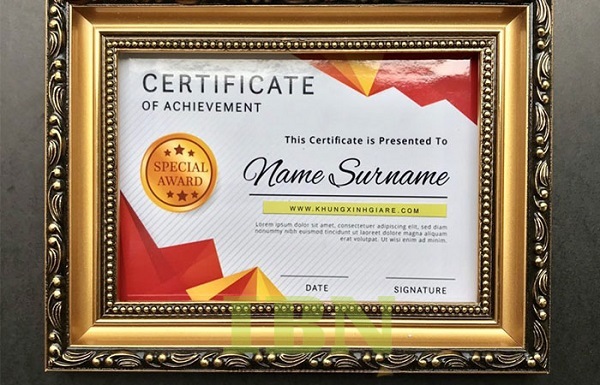 CERTIFICATE
OF ACHIEVEMENT
This Certificate is Presented To
SPECIAL
AWARD
Name Surname
WWW.KHUNGXINHGIARE.COM
Lorem ipsum dolor sit amet, consectetuer adipiscing elit, sed diam
nonummy nibh euismod tincidunt ut laoreet dolore magna aliquam
erat volutpat. Ut wisi enim ad minim.
DATE
SIGNATURE
LBN